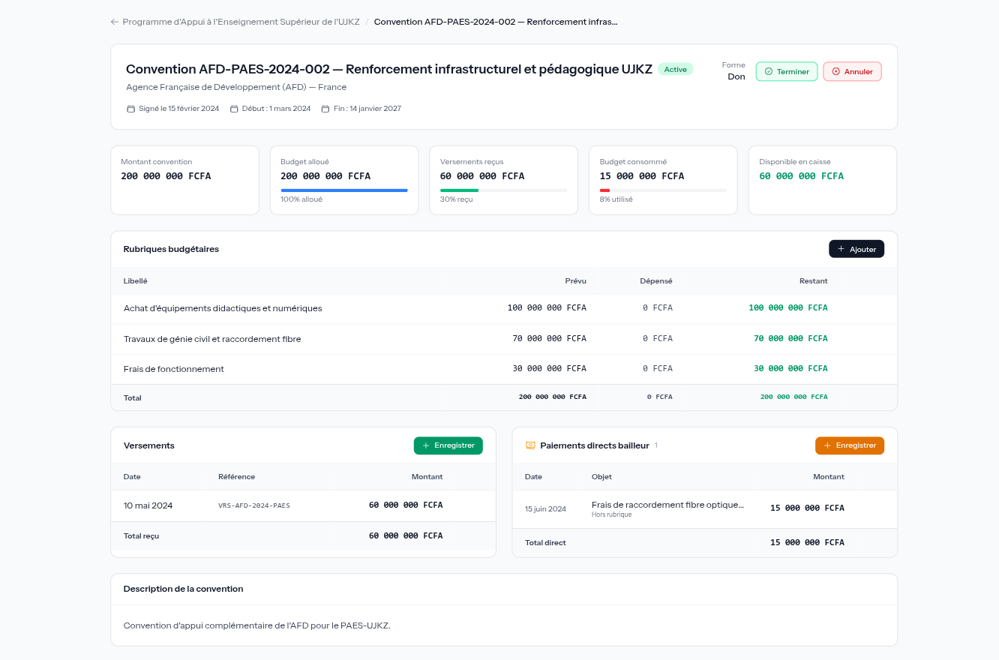 ← Programme d'Appui à l'Enseignement Supérieur de l'UJKZ / Convention AFD-PAES-2024-002 — Renforcement infras...
Convention AFD-PAES-2024-002 — Renforcement infrastructurel et pédagogique UJKZ Active
Forme
Don
Terminer
Annuler
Agence Française de Développement (AFD) — France
Signé le 15 février 2024 Début : 1 mars 2024 Fin : 14 janvier 2027
Montant convention
200 000 000 FCFA
Budget alloué
200 000 000 FCFA
100% alloué
Versements reçus
60 000 000 FCFA
30% reçu
Budget consommé
15 000 000 FCFA
8% utilisé
Disponible en caisse
60 000 000 FCFA
Rubriques budgétaires + Ajouter
Libellé Prévu Dépensé Restant
Achat d'équipements didactiques et numériques 100 000 000 FCFA 0 FCFA 100 000 000 FCFA
Travaux de génie civil et raccordement fibre 70 000 000 FCFA 0 FCFA 70 000 000 FCFA
Frais de fonctionnement 30 000 000 FCFA 0 FCFA 30 000 000 FCFA
Total 200 000 000 FCFA 0 FCFA 200 000 000 FCFA
Versements + Enregistrer
Date Référence Montant
10 mai 2024 VRS-AFD-2024-PAES 60 000 000 FCFA
Total reçu 60 000 000 FCFA
Paiements directs bailleur 1 + Enregistrer
Date Objet Montant
15 juin 2024 Frais de raccordement fibre optique... 15 000 000 FCFA
Hors rubrique
Total direct 15 000 000 FCFA
Description de la convention
Convention d'appui complémentaire de l'AFD pour le PAES-UJKZ.